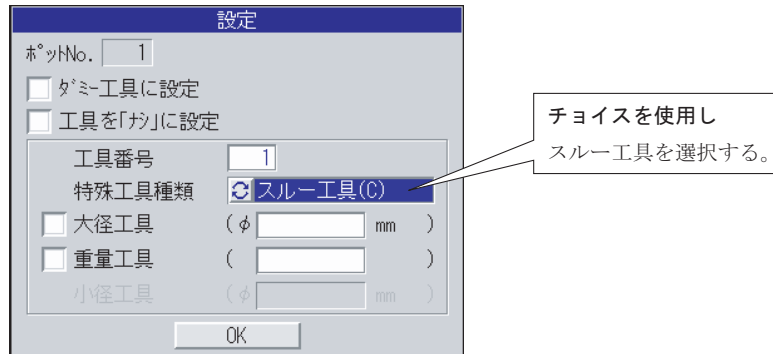 設定
ﾎﾟｯﾄNo. 1
ﾀﾞﾐｰ工具に設定
工具を｢ﾅｼ｣に設定
工具番号 1
特殊工具種類 スルー工具(C)
大径工具 (φ mm )
重量工具 ( )
小径工具 (φ mm )
OK
チョイスを使用し
スルー工具を選択する。